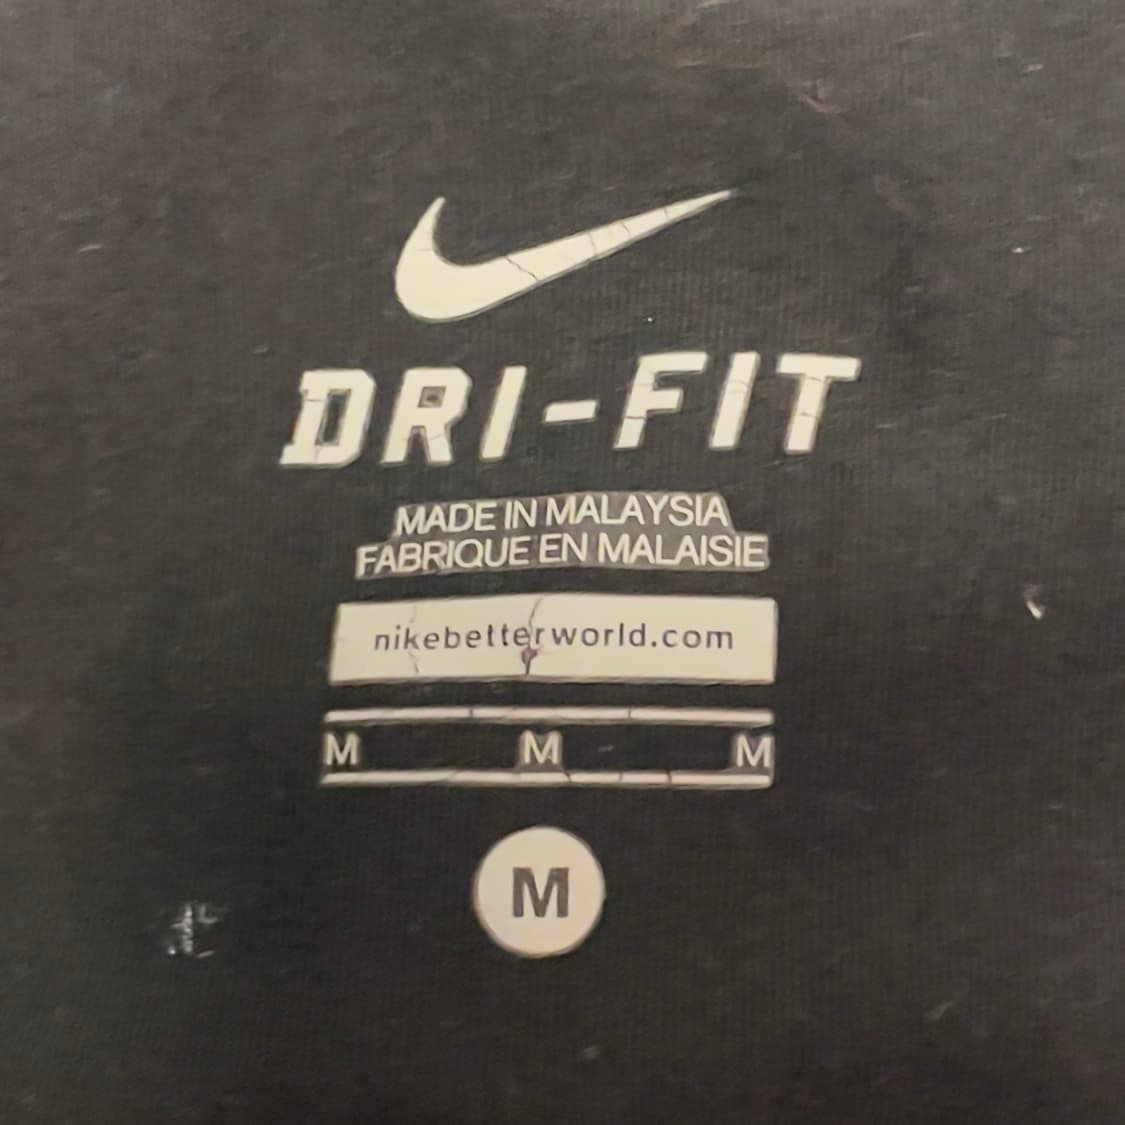 DRI-FIT
MADE IN MALAYSIA
FABRIQUE EN MALAISIE
nikebetterworld.com
M M M
M